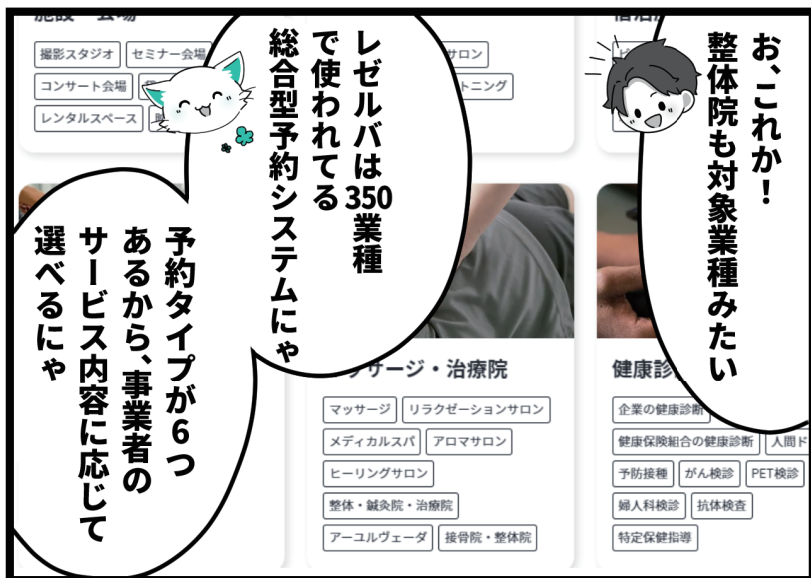 お、これか！
整体院も対象業種みたい
レゼルバは350業種
で使われてる
総合型予約システムにゃ
予約タイプが6つ
あるから、事業者の
サービス内容に応じて
選べるにゃ
施設・会場
撮影スタジオ
セミナー会場
コンサート会場
レンタルスペース
サロン
トニング
マッサージ・治療院
マッサージ
リラクゼーションサロン
メディカルスパ
アロマサロン
ヒーリングサロン
整体・鍼灸院・治療院
アーユルヴェーダ
接骨院・整体院
健康診
企業の健康診断
健康保険組合の健康診断
人間ド
予防接種
がん検診
PET検診
婦人科検診
抗体検査
特定保健指導